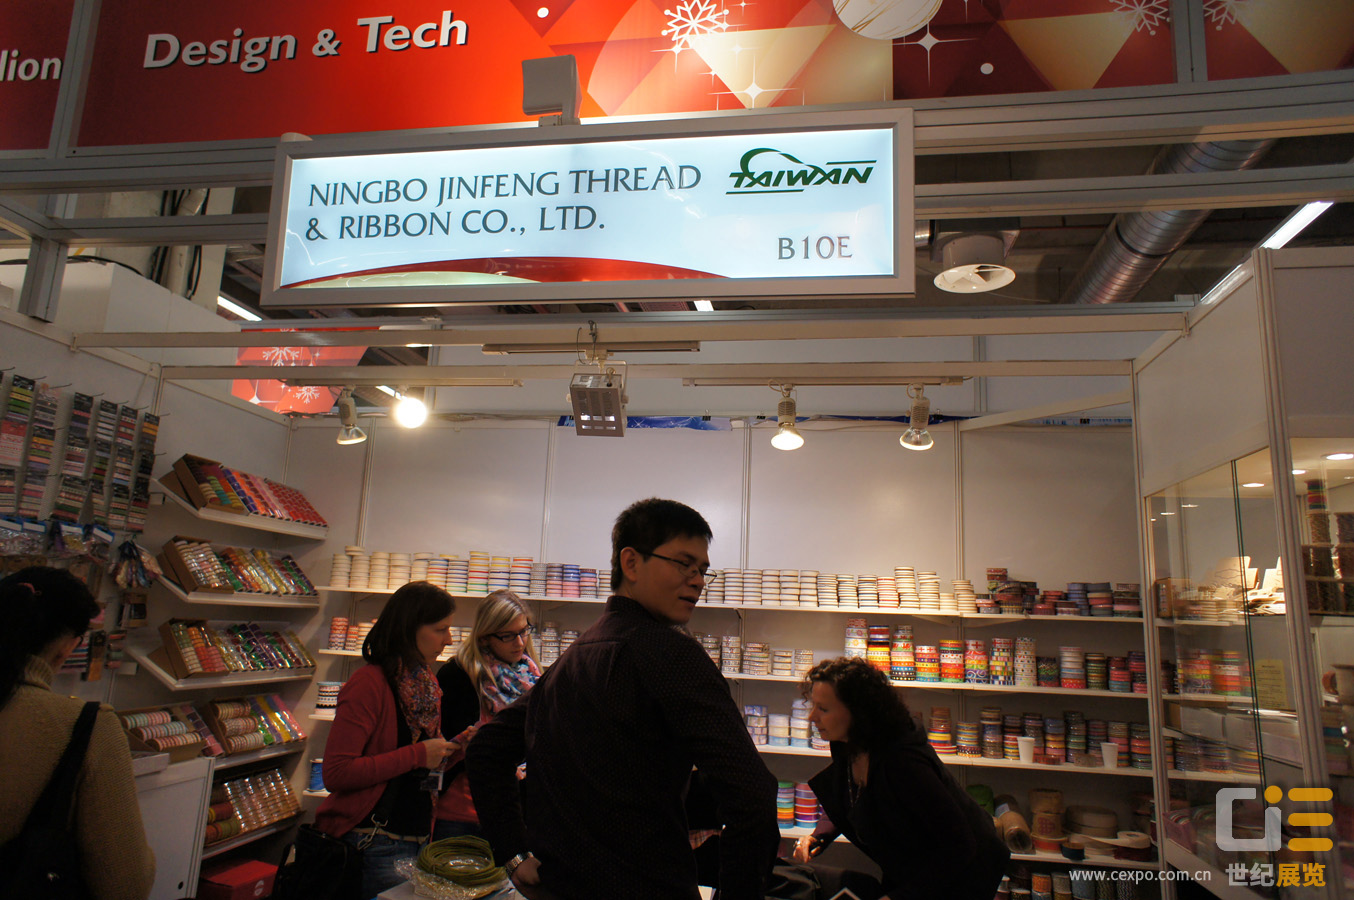 lion
Design & Tech
NINGBO JINFENG THREAD
& RIBBON CO., LTD.
TAIWAN
B10E
www.cexpo.com.cn
世纪展览